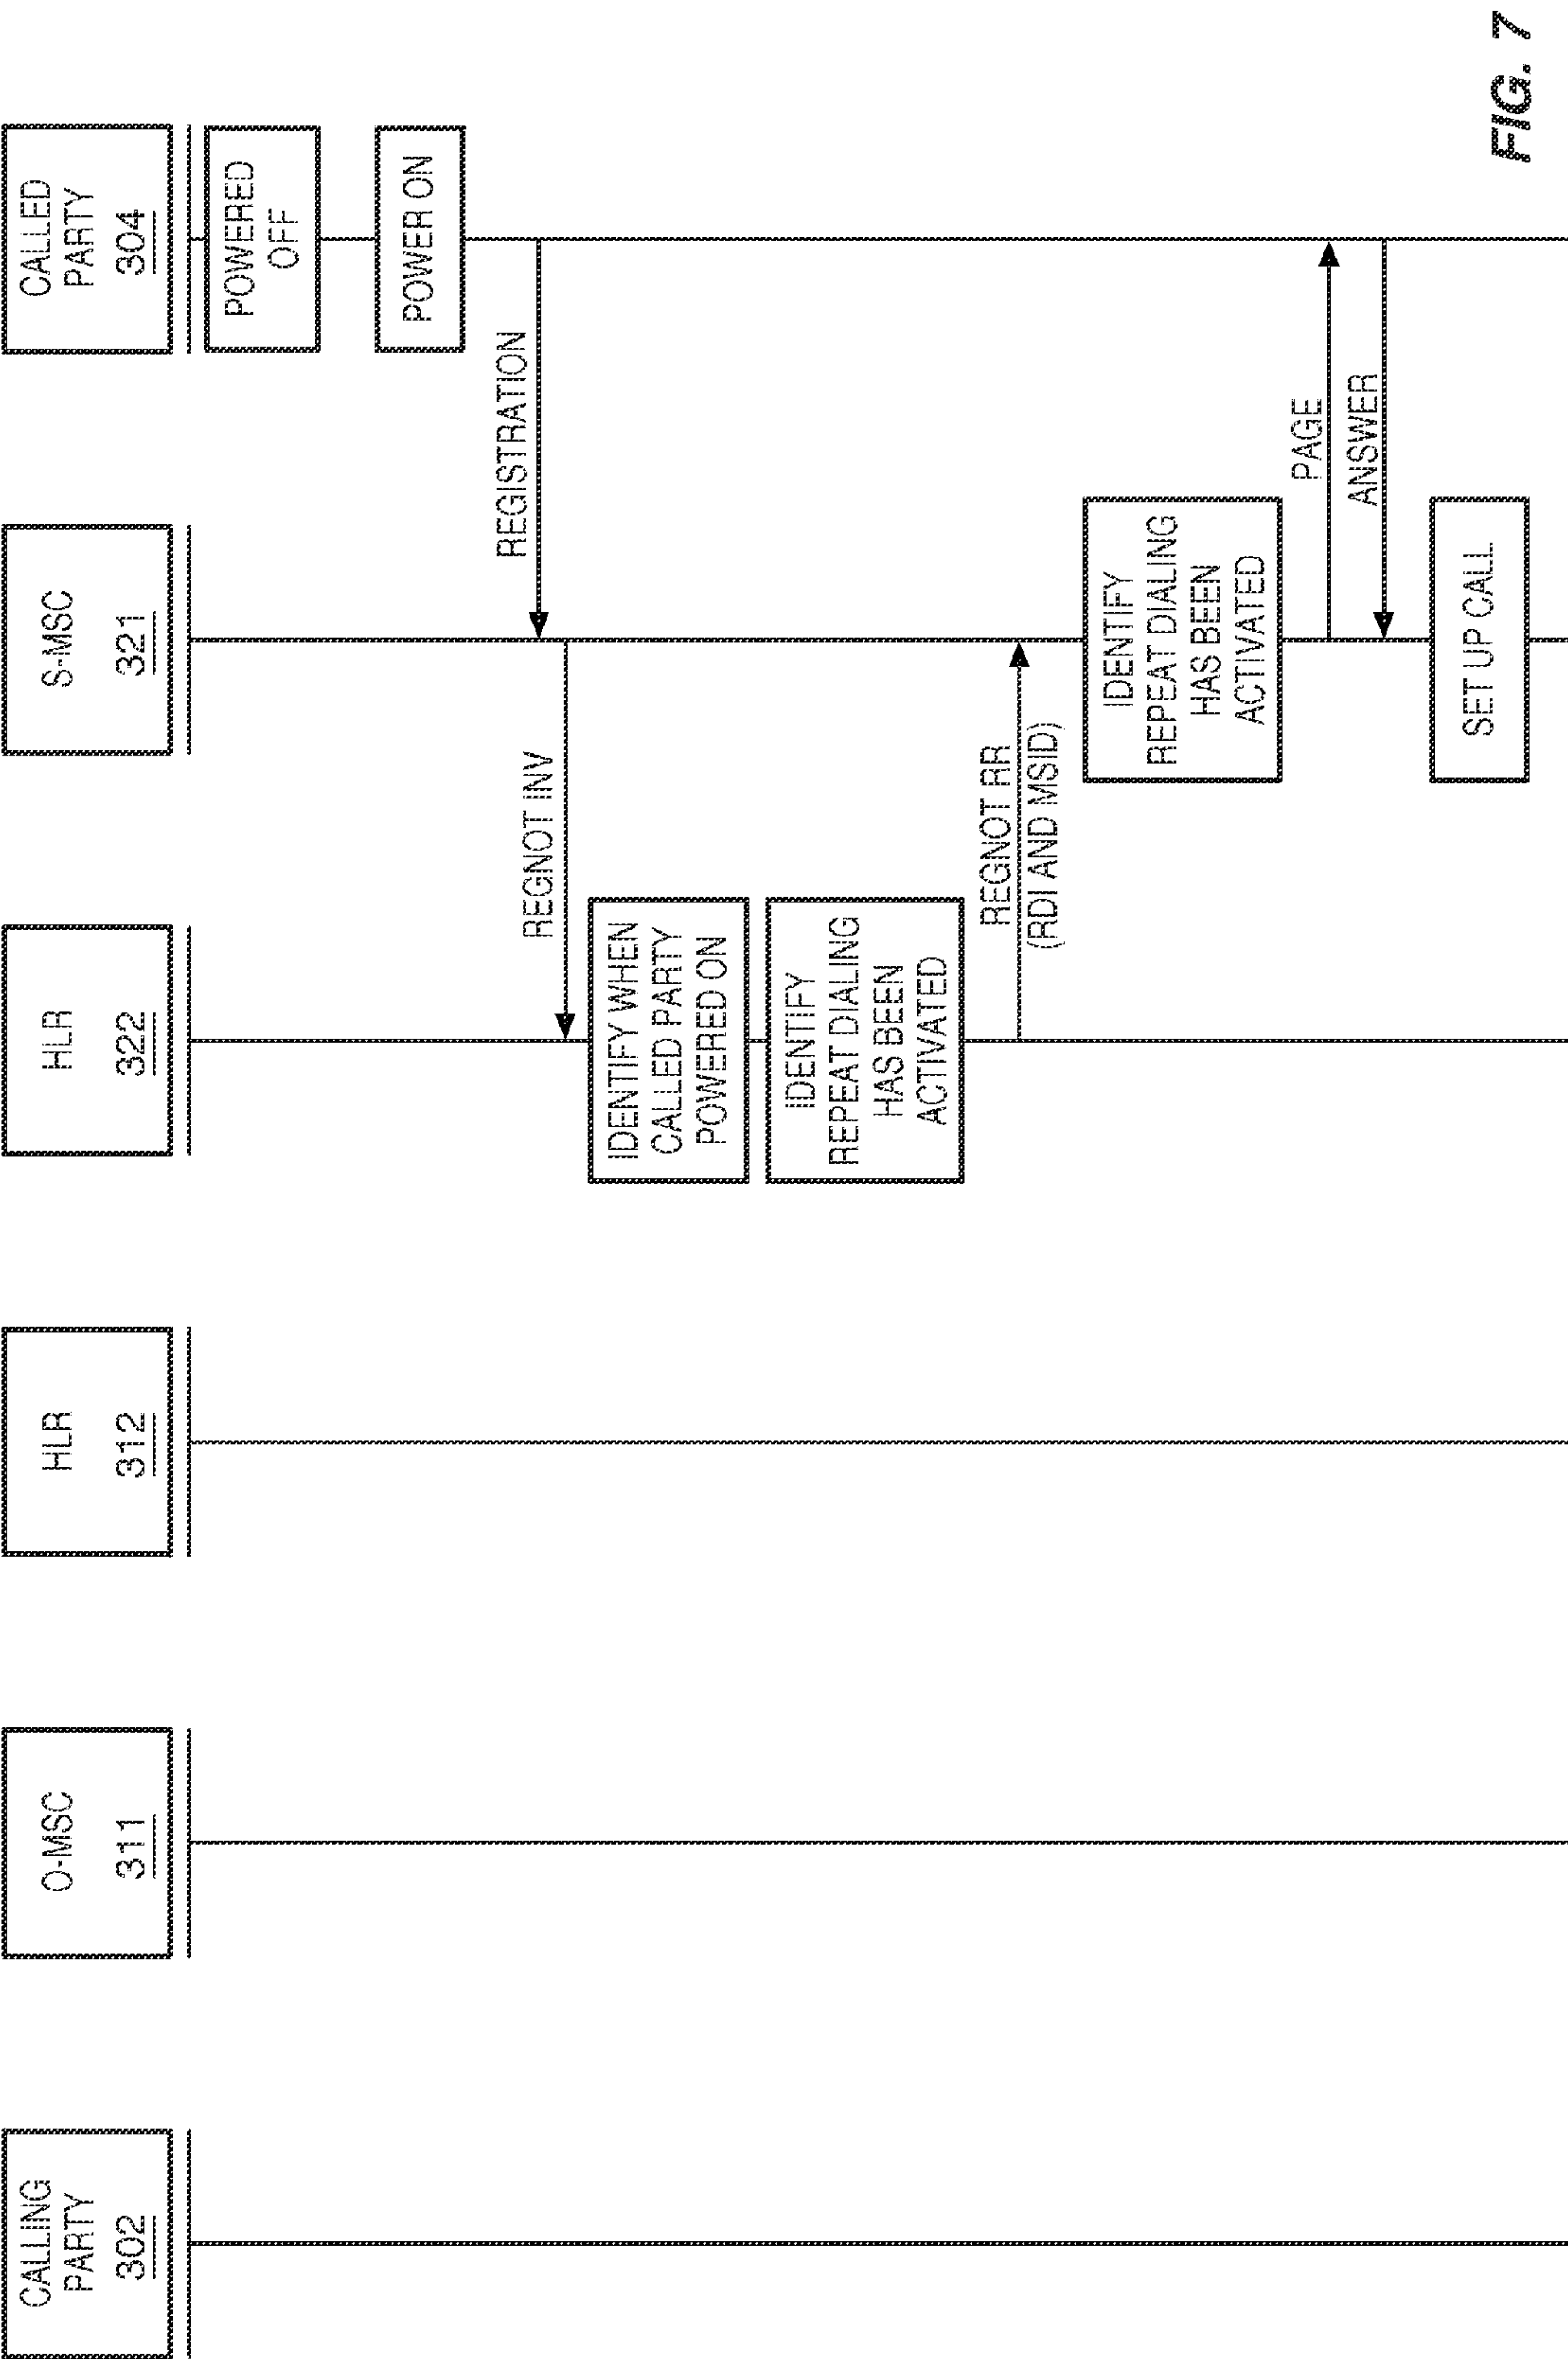 CALLING
PARTY
302
O-MSC
311
HLR
312
HLR
322
S-MSC
321
CALLED
PARTY
304
POWERED
OFF
POWER ON
REGISTRATION
REGNOT INV
IDENTIFY WHEN
CALLED PARTY
POWERED ON
IDENTIFY
REPEAT DIALING
HAS BEEN
ACTIVATED
REGNOT RR
(RDI AND MSID)
IDENTIFY
REPEAT DIALING
HAS BEEN
ACTIVATED
PAGE
ANSWER
SET UP CALL
FIG. 7